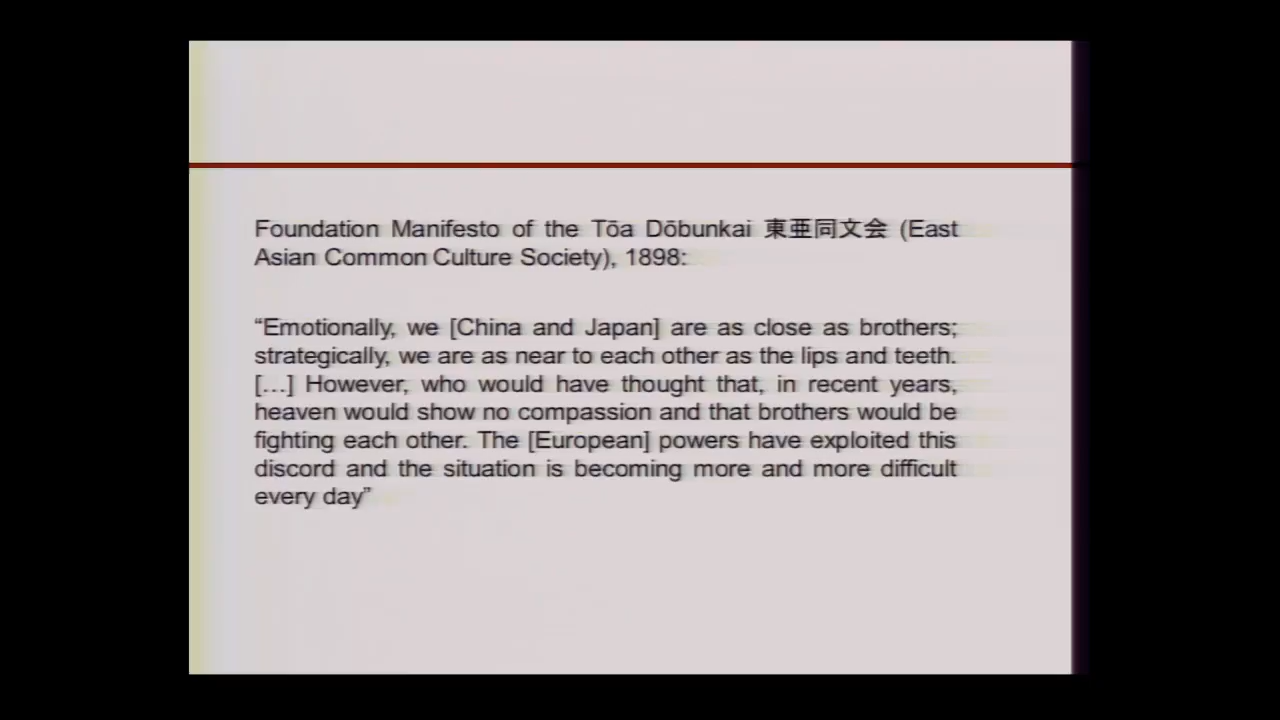 Foundation Manifesto of the Tōa Dōbunkai 東亜同文会 (East
Asian Common Culture Society), 1898:
“Emotionally, we [China and Japan] are as close as brothers;
strategically, we are as near to each other as the lips and teeth.
[…] However, who would have thought that, in recent years,
heaven would show no compassion and that brothers would be
fighting each other. The [European] powers have exploited this
discord and the situation is becoming more and more difficult
every day”